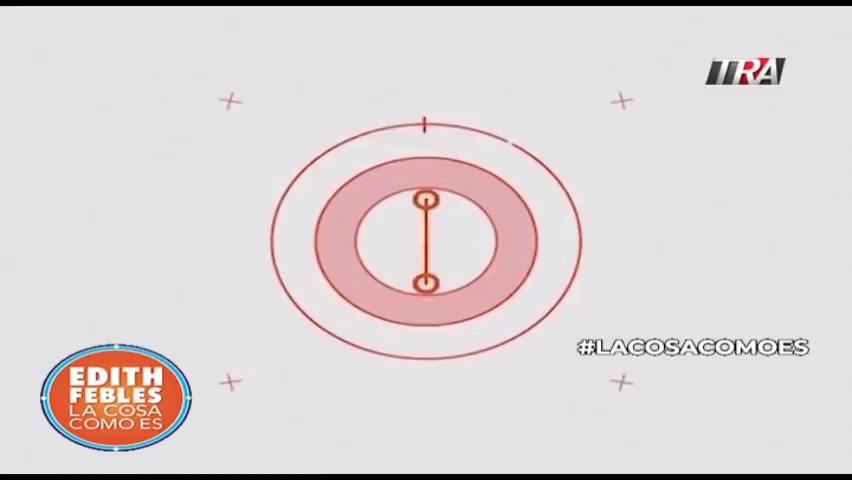 TRA
#LACOSACOMOES
EDITH
FEBLES
LA COSA
COMO ES